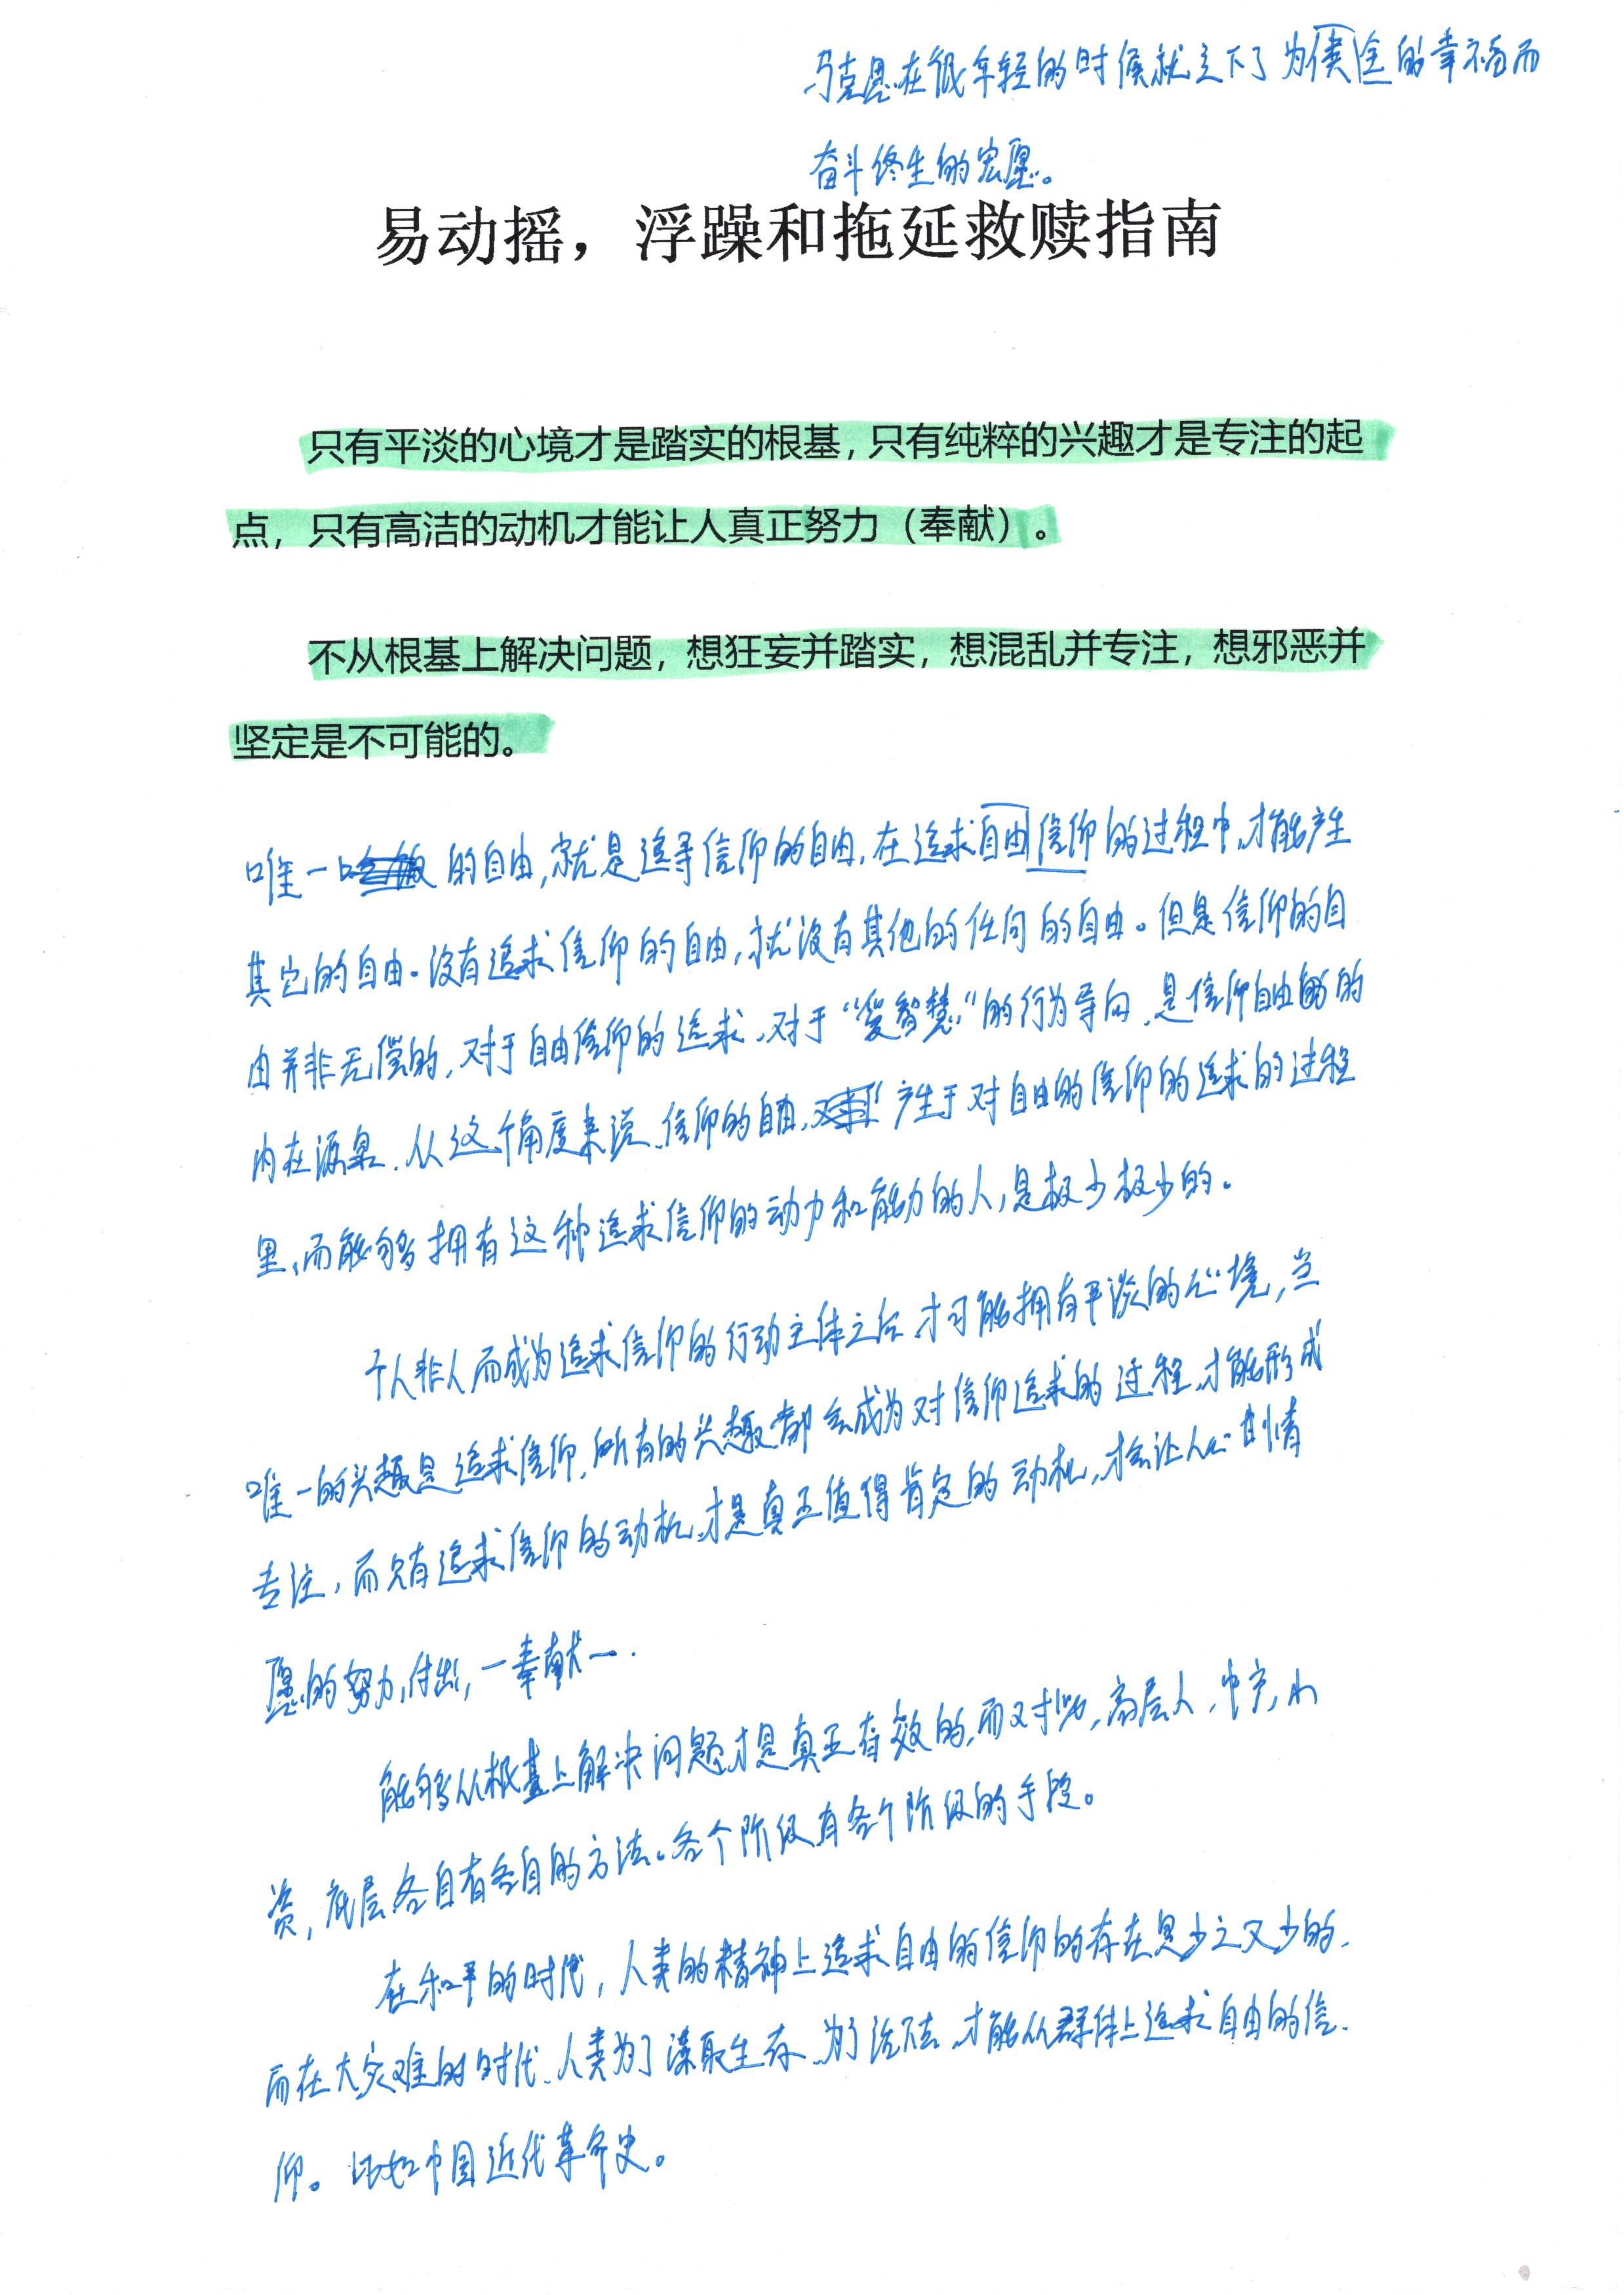 马克思在很年轻的时候就立下了为人类的幸福而
奋斗终生的宏愿。
易动摇，浮躁和拖延救赎指南
只有平淡的心境才是踏实的根基，只有纯粹的兴趣才是专注的起
点，只有高洁的动机才能让人真正努力（奉献）。
不从根基上解决问题，想狂妄并踏实，想混乱并专注，想邪恶并
坚定是不可能的。
唯一的自由，就是追寻信仰的自由，在追求自由信仰的过程中，才能产生
其它的自由。没有追求信仰的自由，就没有其他的任何的自由。但是信仰的自
由并非无偿的，对于自由信仰的追求，对于“爱智慧”的行为导向，是信仰自由的
内在源泉，从这个角度来说，信仰的自由，产生于对自由的信仰的追求的过程
里，而能够拥有这种追求信仰的动力和能力的人，是极少极少的。
个人非人而成为追求信仰的行动主体之后，才可能拥有平淡的心境，当
唯一的兴趣是追求信仰，所有的兴趣都会成为对信仰追求的过程，才能形成
专注，而只有追求信仰的动机，才是真正值得肯定的动机，才会让人心甘情
愿的努力，付出，一奉献一.
能够从根基上解决问题才是真正有效的，而又对此，高层人，中产，小
资，底层各自有各自的方法。各个阶级有各个阶级的手段。
在和平的时代，人类的精神上追求自由的信仰的存在是少之又少的，
而在大灾难的时代，人类为了谋取生存，为了活下去，才能从群体上追求自由的信
仰。比如中国近代革命史。